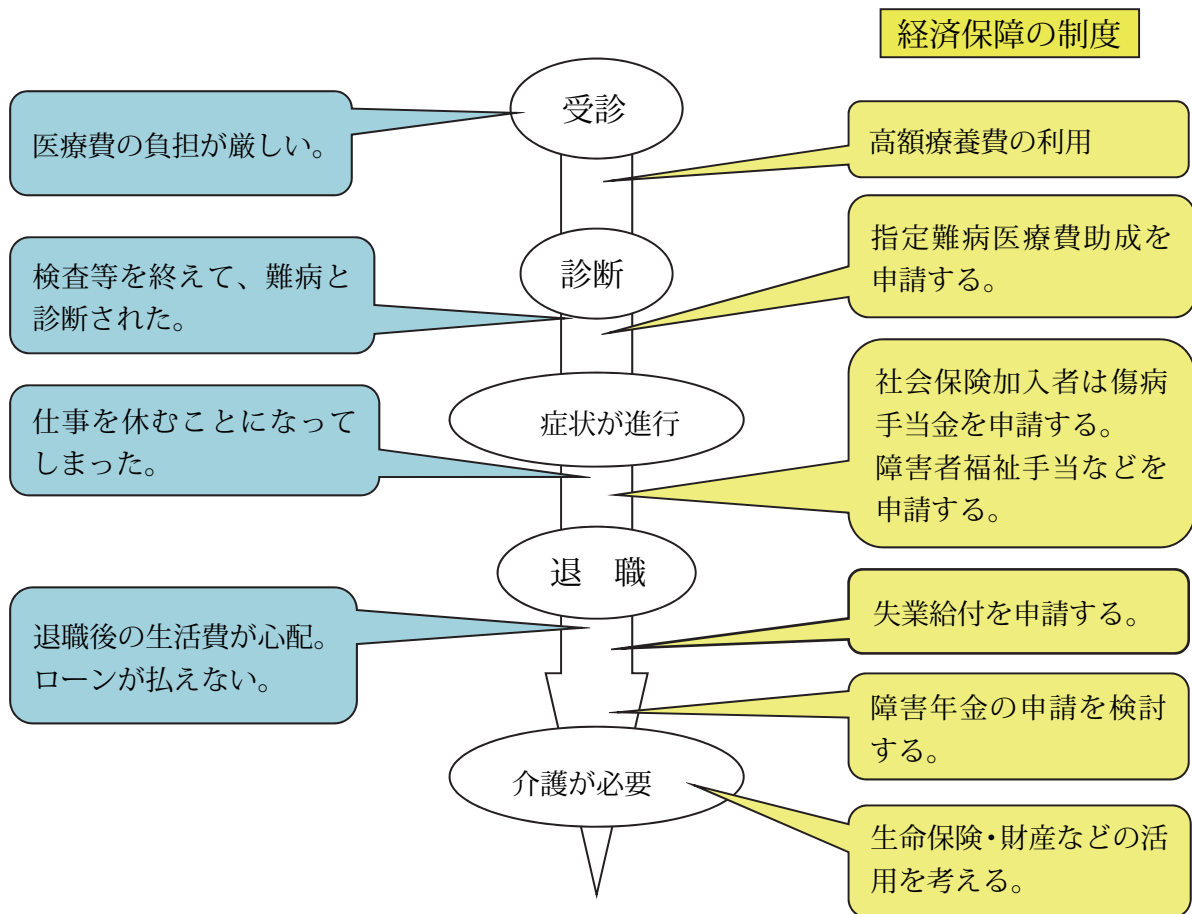 経済保障の制度
受診
医療費の負担が厳しい。
高額療養費の利用
診断
検査等を終えて、難病と
診断された。
指定難病医療費助成を
申請する。
症状が進行
仕事を休むことになって
しまった。
社会保険加入者は傷病
手当金を申請する。
障害者福祉手当などを
申請する。
退　職
退職後の生活費が心配。
ローンが払えない。
失業給付を申請する。
障害年金の申請を検討
する。
介護が必要
生命保険・財産などの活
用を考える。